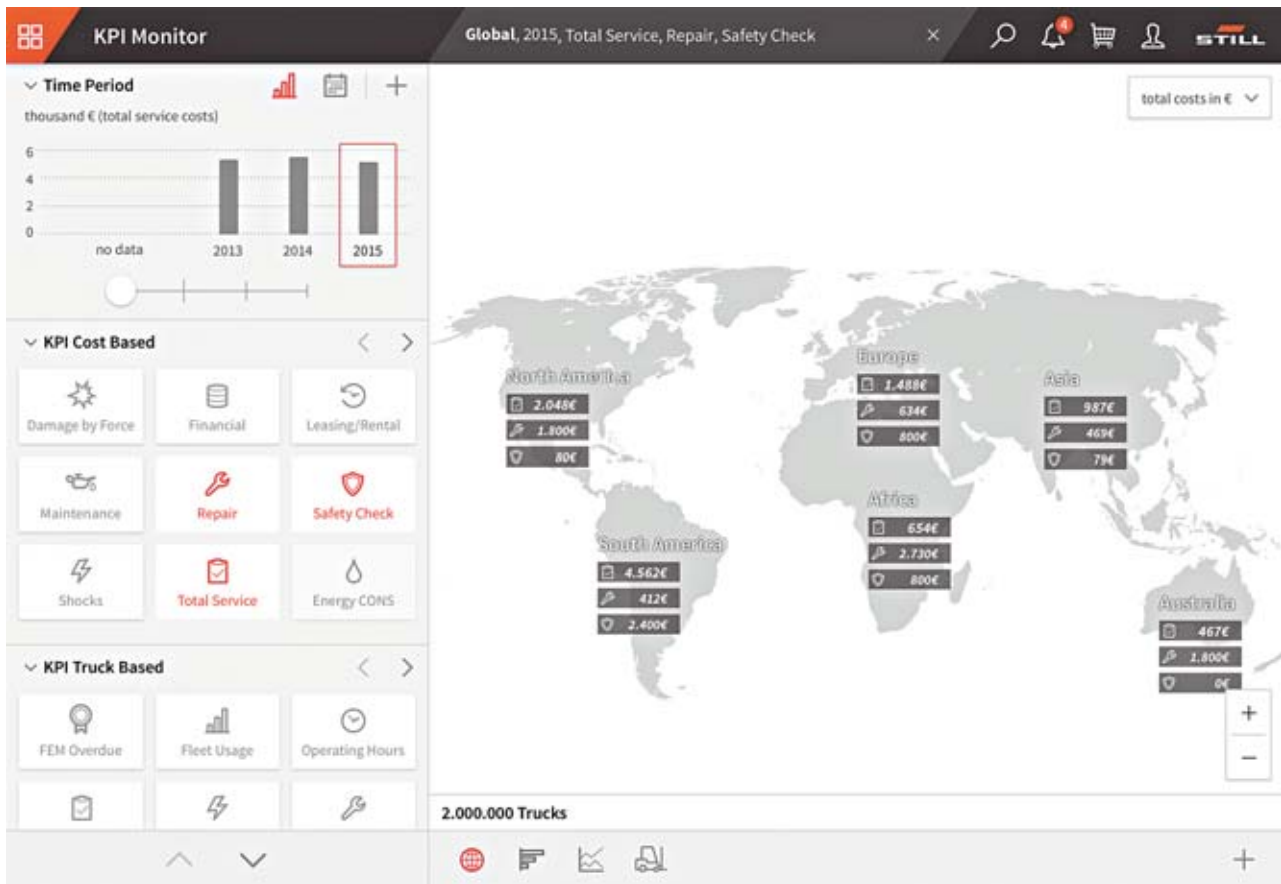 KPI Monitor
Global, 2015, Total Service, Repair, Safety Check
4
STILL
Time Period
thousand € (total service costs)
6
4
2
0
no data
2013
2014
2015
KPI Cost Based
Damage by Force
Financial
Leasing/Rental
Maintenance
Repair
Safety Check
Shocks
Total Service
Energy CONS
KPI Truck Based
FEM Overdue
Fleet Usage
Operating Hours
total costs in €
North America
2.048€
1.800€
80€
South America
4.562€
412€
2.400€
Europe
1.488€
634€
800€
Africa
654€
2.730€
800€
Asia
987€
469€
79€
Australia
467€
1.800€
0€
2.000.000 Trucks